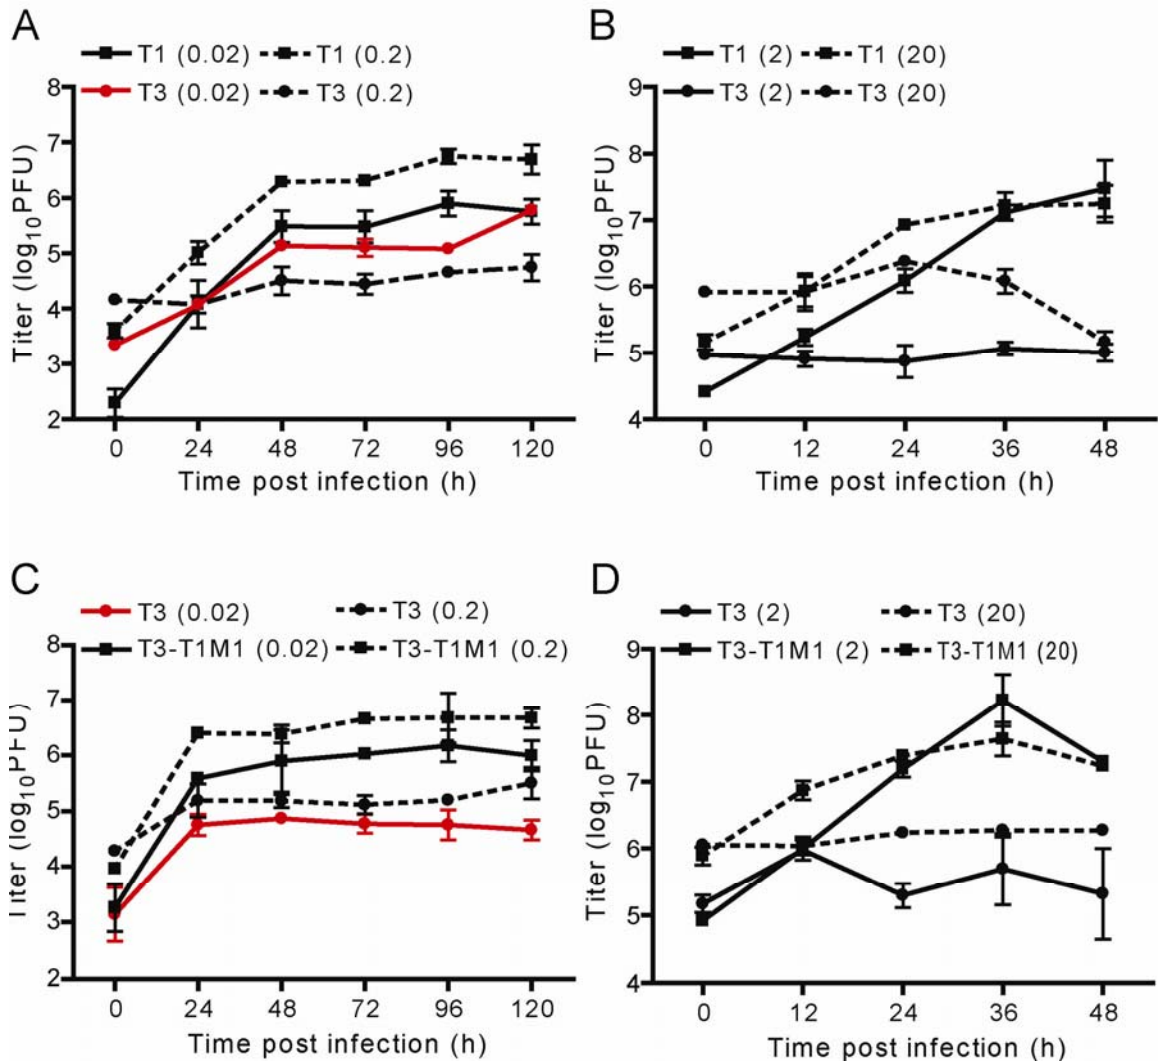 A
T1 (0.02) T1 (0.2)
T3 (0.02) T3 (0.2)
Titer (log10PFU)
8
7
6
5
4
3
2
0 24 48 72 96 120
Time post infection (h)
B
T1 (2) T1 (20)
T3 (2) T3 (20)
Titer (log10PFU)
9
8
7
6
5
4
0 12 24 36 48
Time post infection (h)
C
T3 (0.02) T3 (0.2)
T3-T1M1 (0.02) T3-T1M1 (0.2)
Titer (log10PFU)
8
7
6
5
4
3
2
0 24 48 72 96 120
Time post infection (h)
D
T3 (2) T3 (20)
T3-T1M1 (2) T3-T1M1 (20)
Titer (log10PFU)
9
8
7
6
5
4
0 12 24 36 48
Time post infection (h)